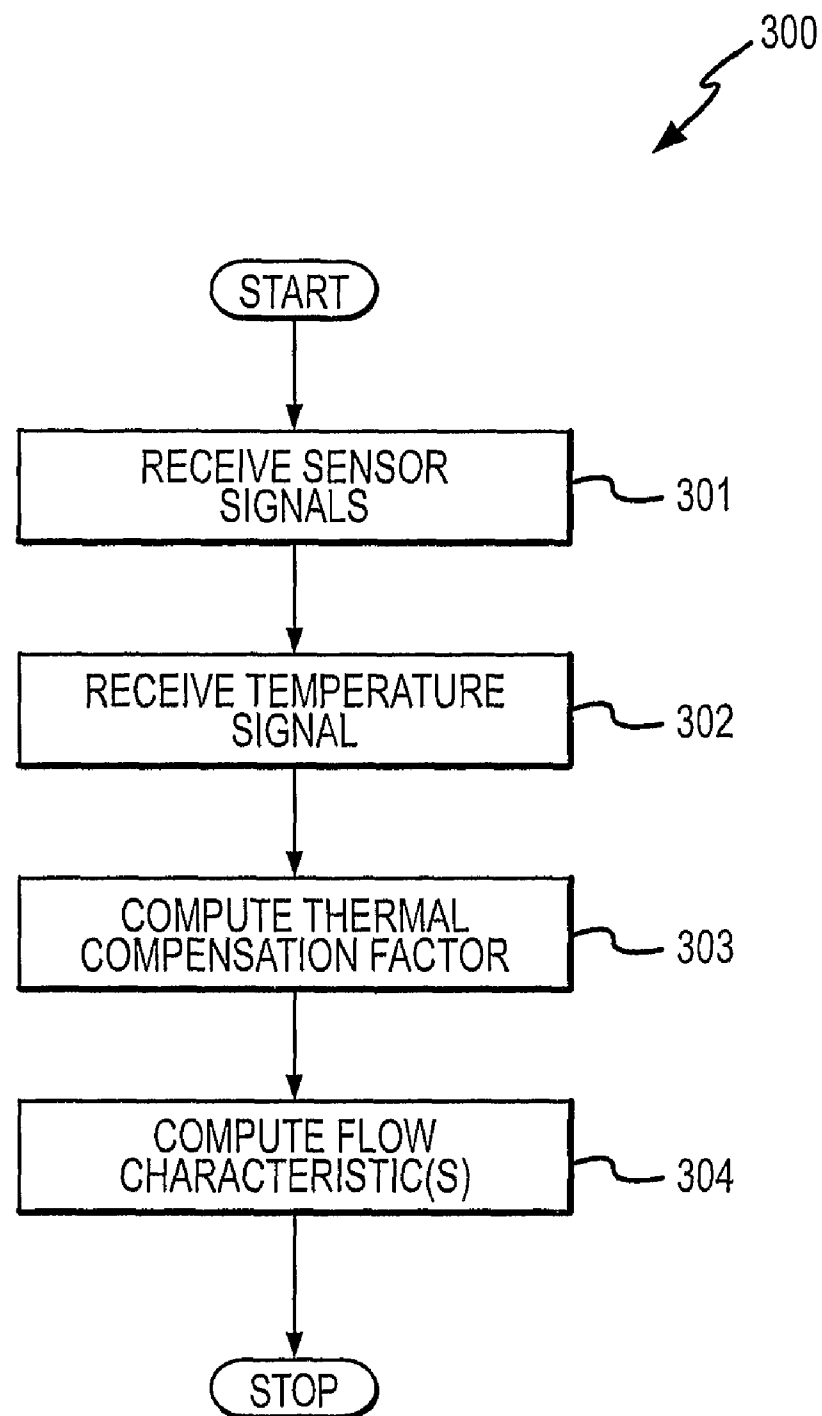 300
START
RECEIVE SENSOR
SIGNALS
301
RECEIVE TEMPERATURE
SIGNAL
302
COMPUTE THERMAL
COMPENSATION FACTOR
303
COMPUTE FLOW
CHARACTERISTIC(S)
304
STOP